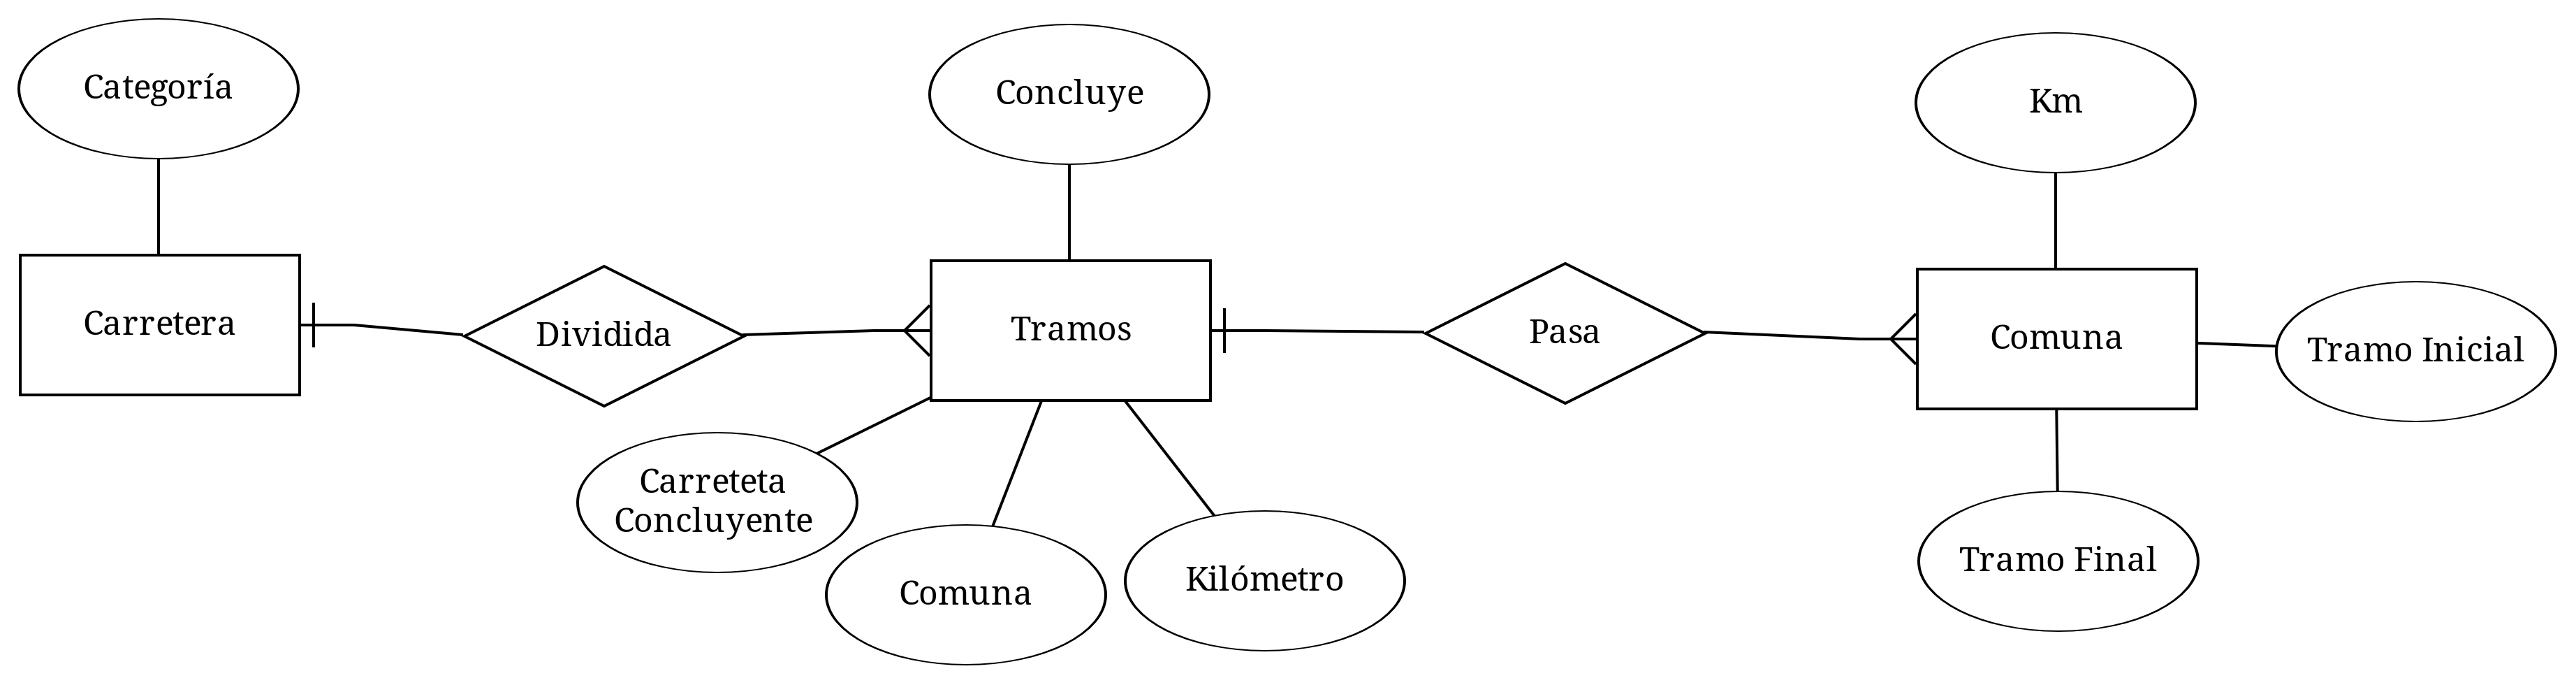 Categoría
Concluye
Km
Carretera
Dividida
Tramos
Pasa
Comuna
Tramo Inicial
Carreteta
Concluyente
Comuna
Kilómetro
Tramo Final